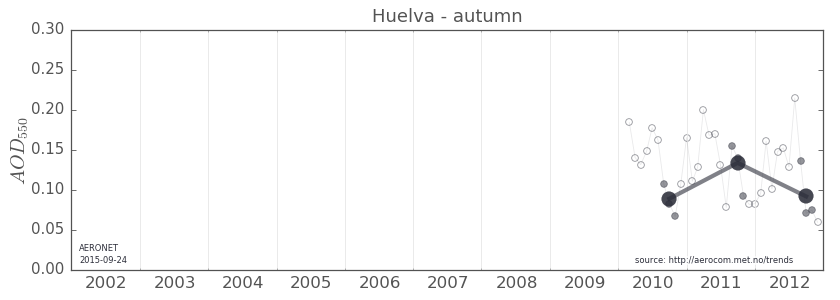 Huelva - autumn
0.30
0.25
0.20
0.15
0.10
0.05
0.00
AOD550
AERONET
2015-09-24
source: http://aerocom.met.no/trends
2002 2003 2004 2005 2006 2007 2008 2009 2010 2011 2012